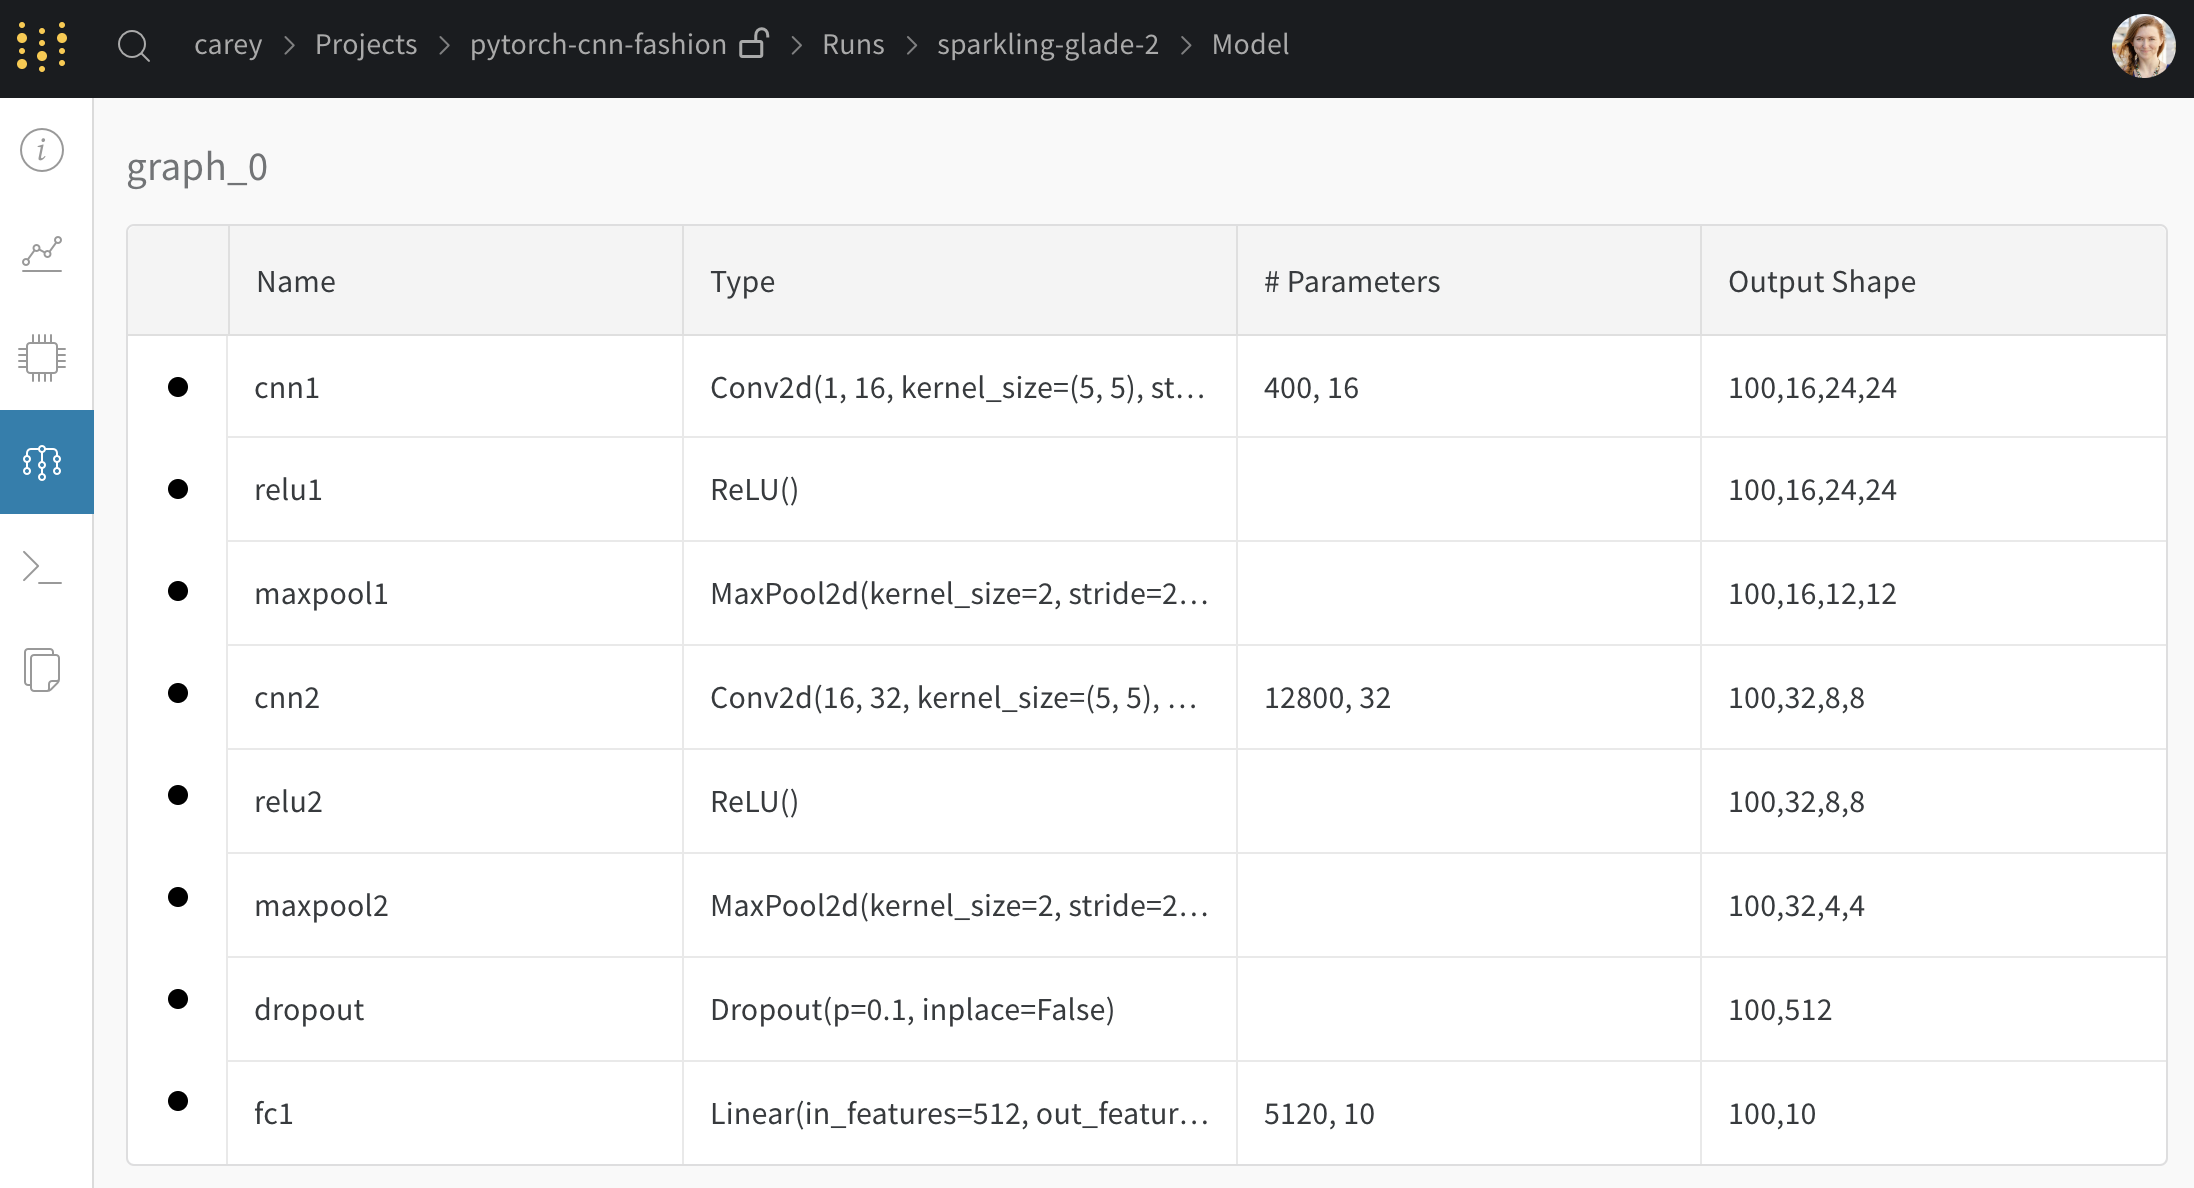 carey > Projects > pytorch-cnn-fashion > Runs > sparkling-glade-2 > Model
graph_0
Name Type # Parameters Output Shape
cnn1 Conv2d(1, 16, kernel_size=(5, 5), st... 400, 16 100,16,24,24
relu1 ReLU() 100,16,24,24
maxpool1 MaxPool2d(kernel_size=2, stride=2... 100,16,12,12
cnn2 Conv2d(16, 32, kernel_size=(5, 5), ... 12800, 32 100,32,8,8
relu2 ReLU() 100,32,8,8
maxpool2 MaxPool2d(kernel_size=2, stride=2... 100,32,4,4
dropout Dropout(p=0.1, inplace=False) 100,512
fc1 Linear(in_features=512, out_featur... 5120, 10 100,10